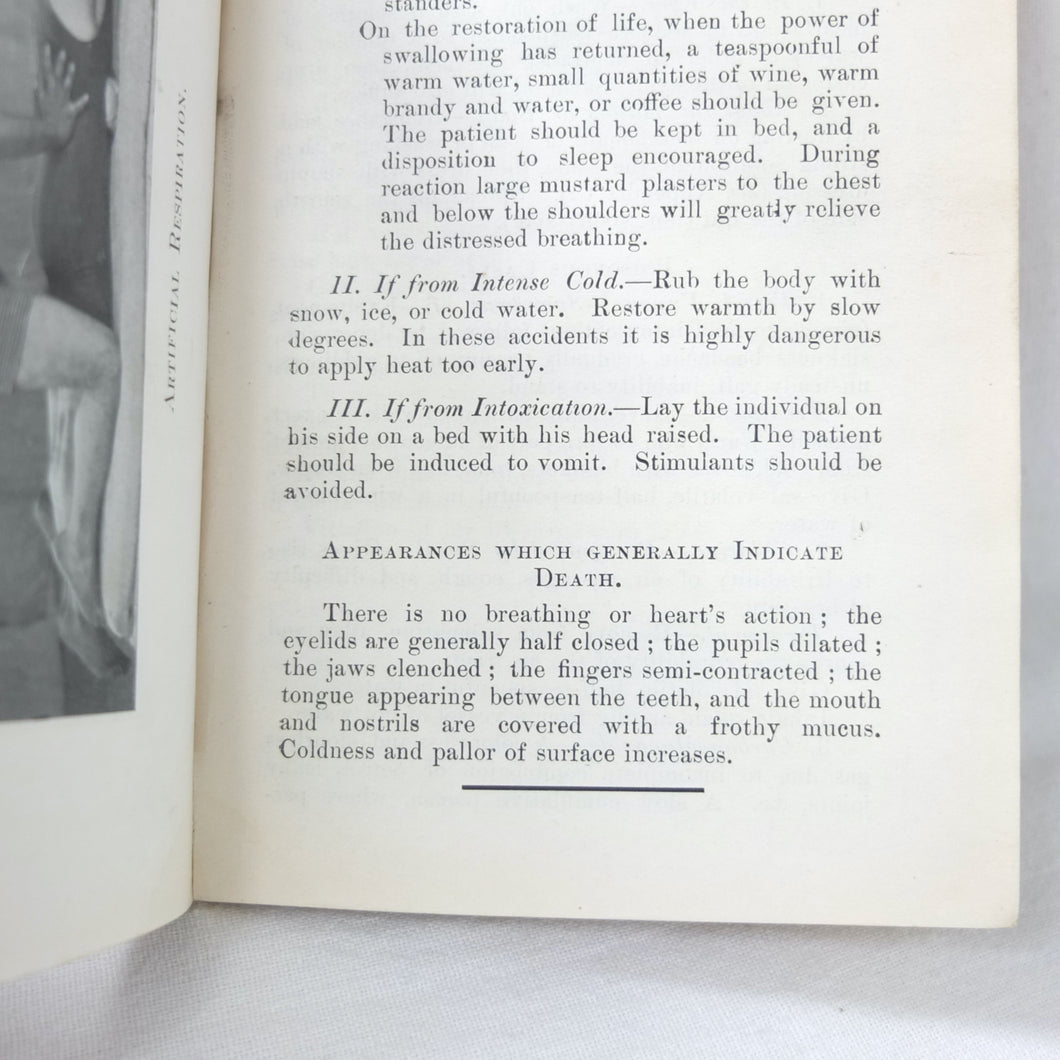 ARTIFICIAL RESPIRATION.
standers.
On the restoration of life, when the power of
swallowing has returned, a teaspoonful of
warm water, small quantities of wine, warm
brandy and water, or coffee should be given.
The patient should be kept in bed, and a
disposition to sleep encouraged. During
reaction large mustard plasters to the chest
and below the shoulders will greatly relieve
the distressed breathing.
II. If from Intense Cold.—Rub the body with
snow, ice, or cold water. Restore warmth by slow
degrees. In these accidents it is highly dangerous
to apply heat too early.
III. If from Intoxication.—Lay the individual on
his side on a bed with his head raised. The patient
should be induced to vomit. Stimulants should be
avoided.
APPEARANCES WHICH GENERALLY INDICATE
DEATH.
There is no breathing or heart's action ; the
eyelids are generally half closed ; the pupils dilated ;
the jaws clenched ; the fingers semi-contracted ; the
tongue appearing between the teeth, and the mouth
and nostrils are covered with a frothy mucus.
Coldness and pallor of surface increases.